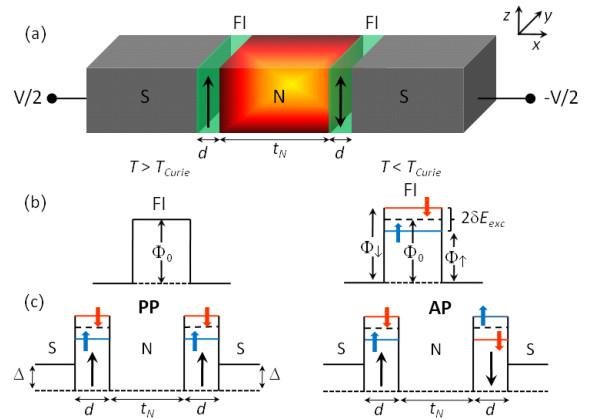 (a)
FI
FI
z
y
x
V/2
S
N
S
-V/2
d
t_N
d
T > T_Curie
T < T_Curie
(b)
FI
Φ₀
FI
2δE_exc
Φ↓
Φ₀
Φ↑
(c)
PP
AP
S
N
S
S
N
S
Δ
Δ
Δ
Δ
d
t_N
d
d
t_N
d